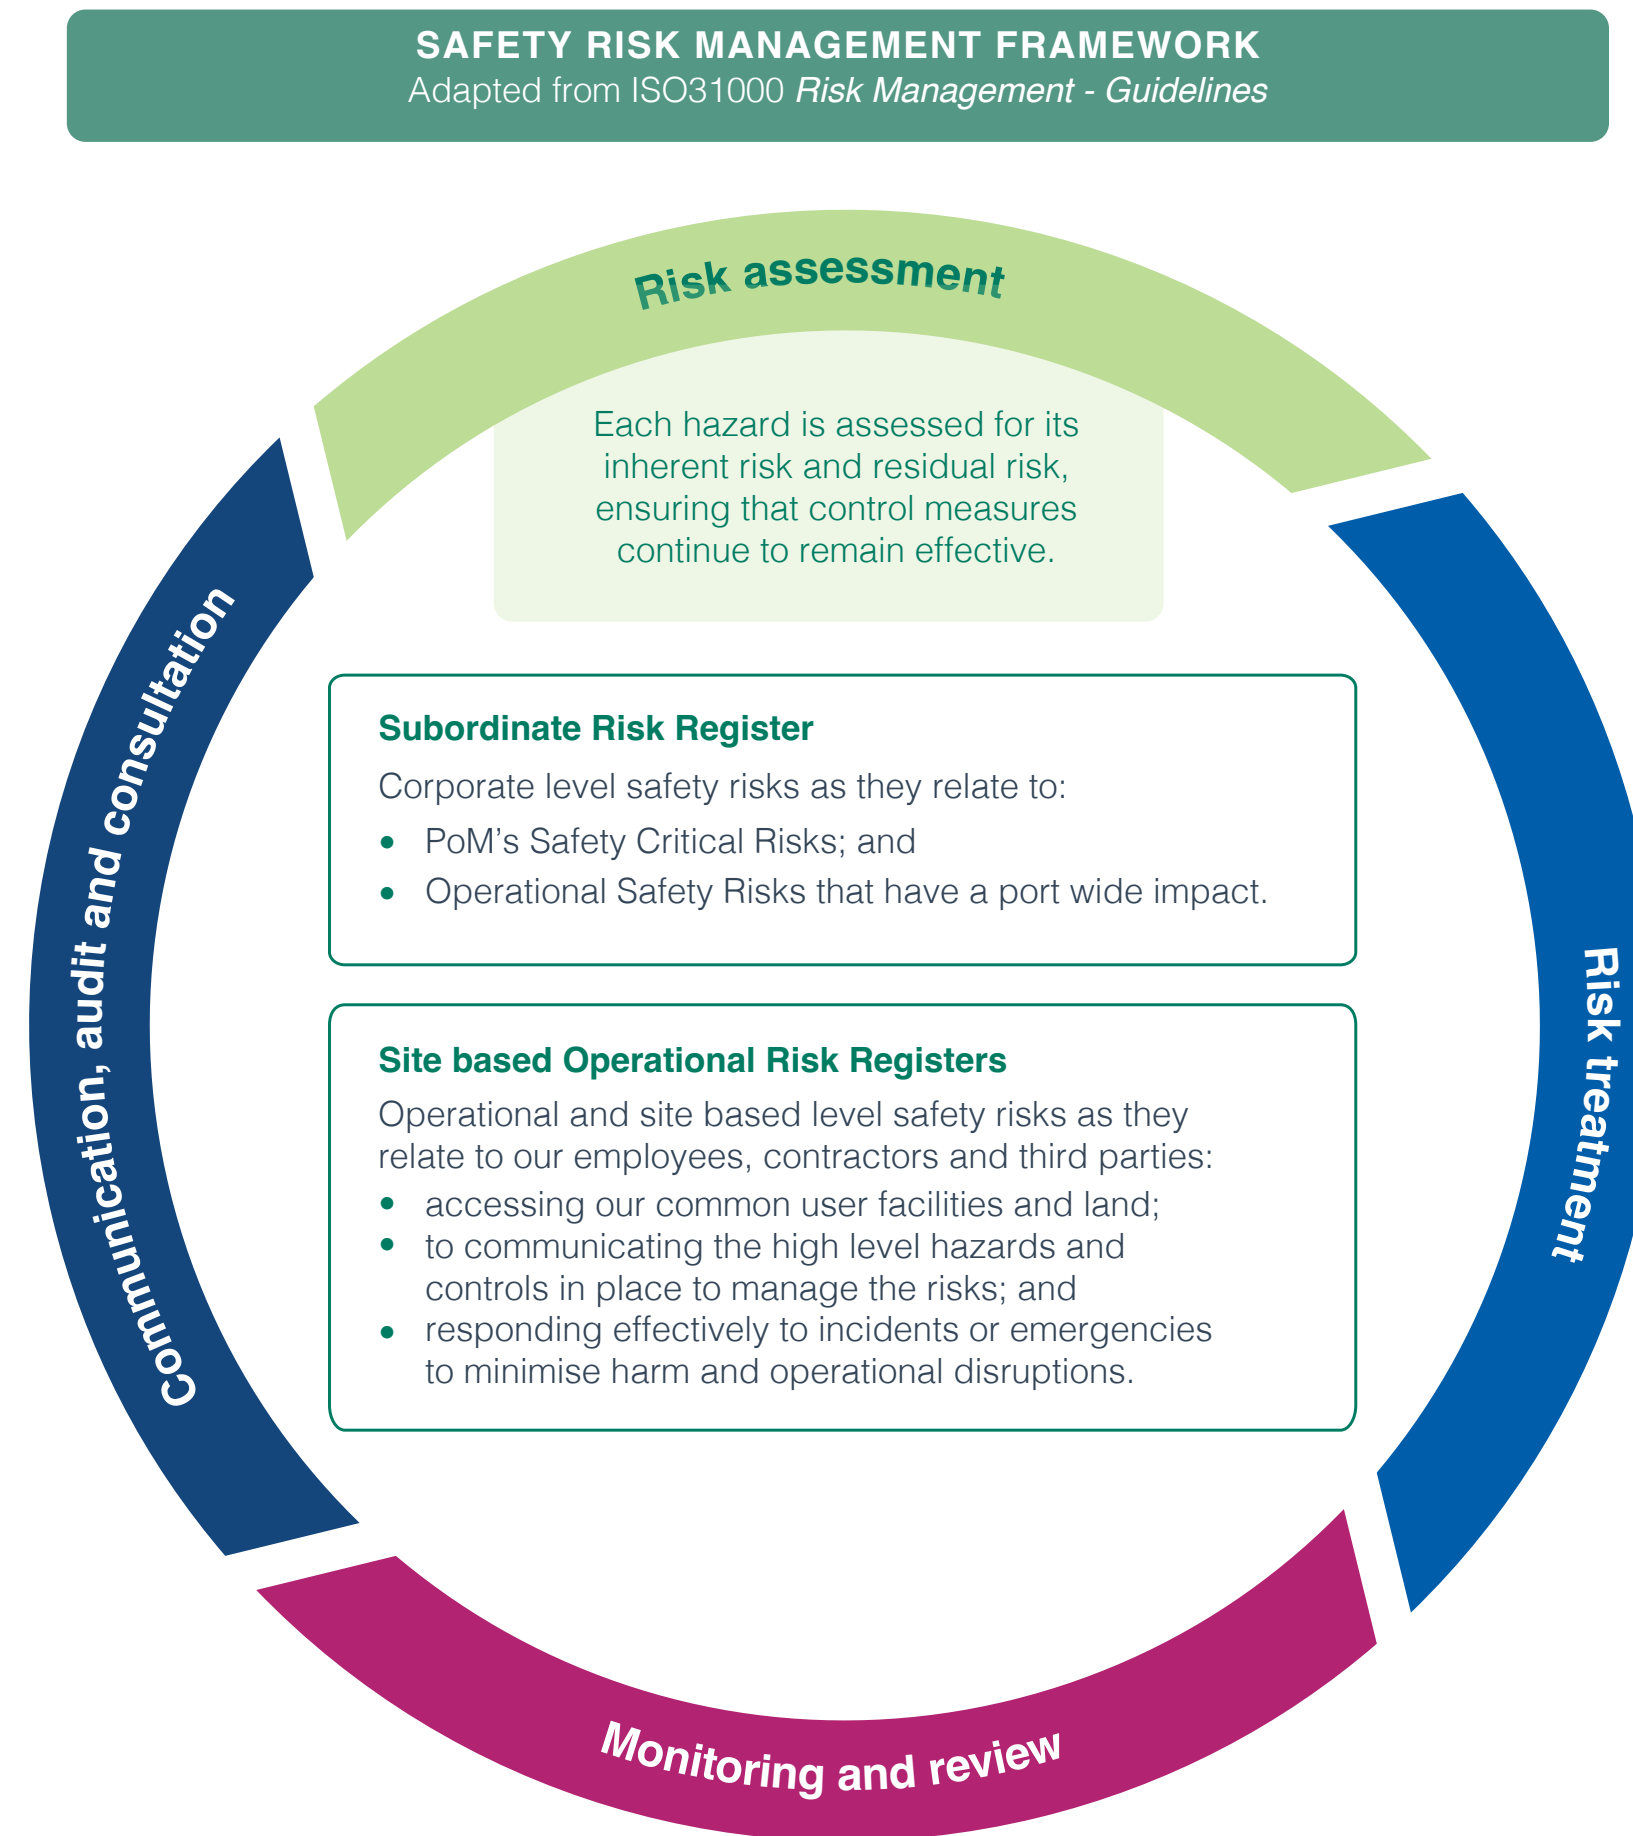 SAFETY RISK MANAGEMENT FRAMEWORK
Adapted from ISO31000 Risk Management - Guidelines
Risk assessment
Each hazard is assessed for its
inherent risk and residual risk,
ensuring that control measures
continue to remain effective.
Communication, audit and consultation
Subordinate Risk Register
Corporate level safety risks as they relate to:
• PoM's Safety Critical Risks; and
• Operational Safety Risks that have a port wide impact.
Site based Operational Risk Registers
Operational and site based level safety risks as they
relate to our employees, contractors and third parties:
• accessing our common user facilities and land;
• to communicating the high level hazards and
controls in place to manage the risks; and
• responding effectively to incidents or emergencies
to minimise harm and operational disruptions.
Risk treatment
Monitoring and review